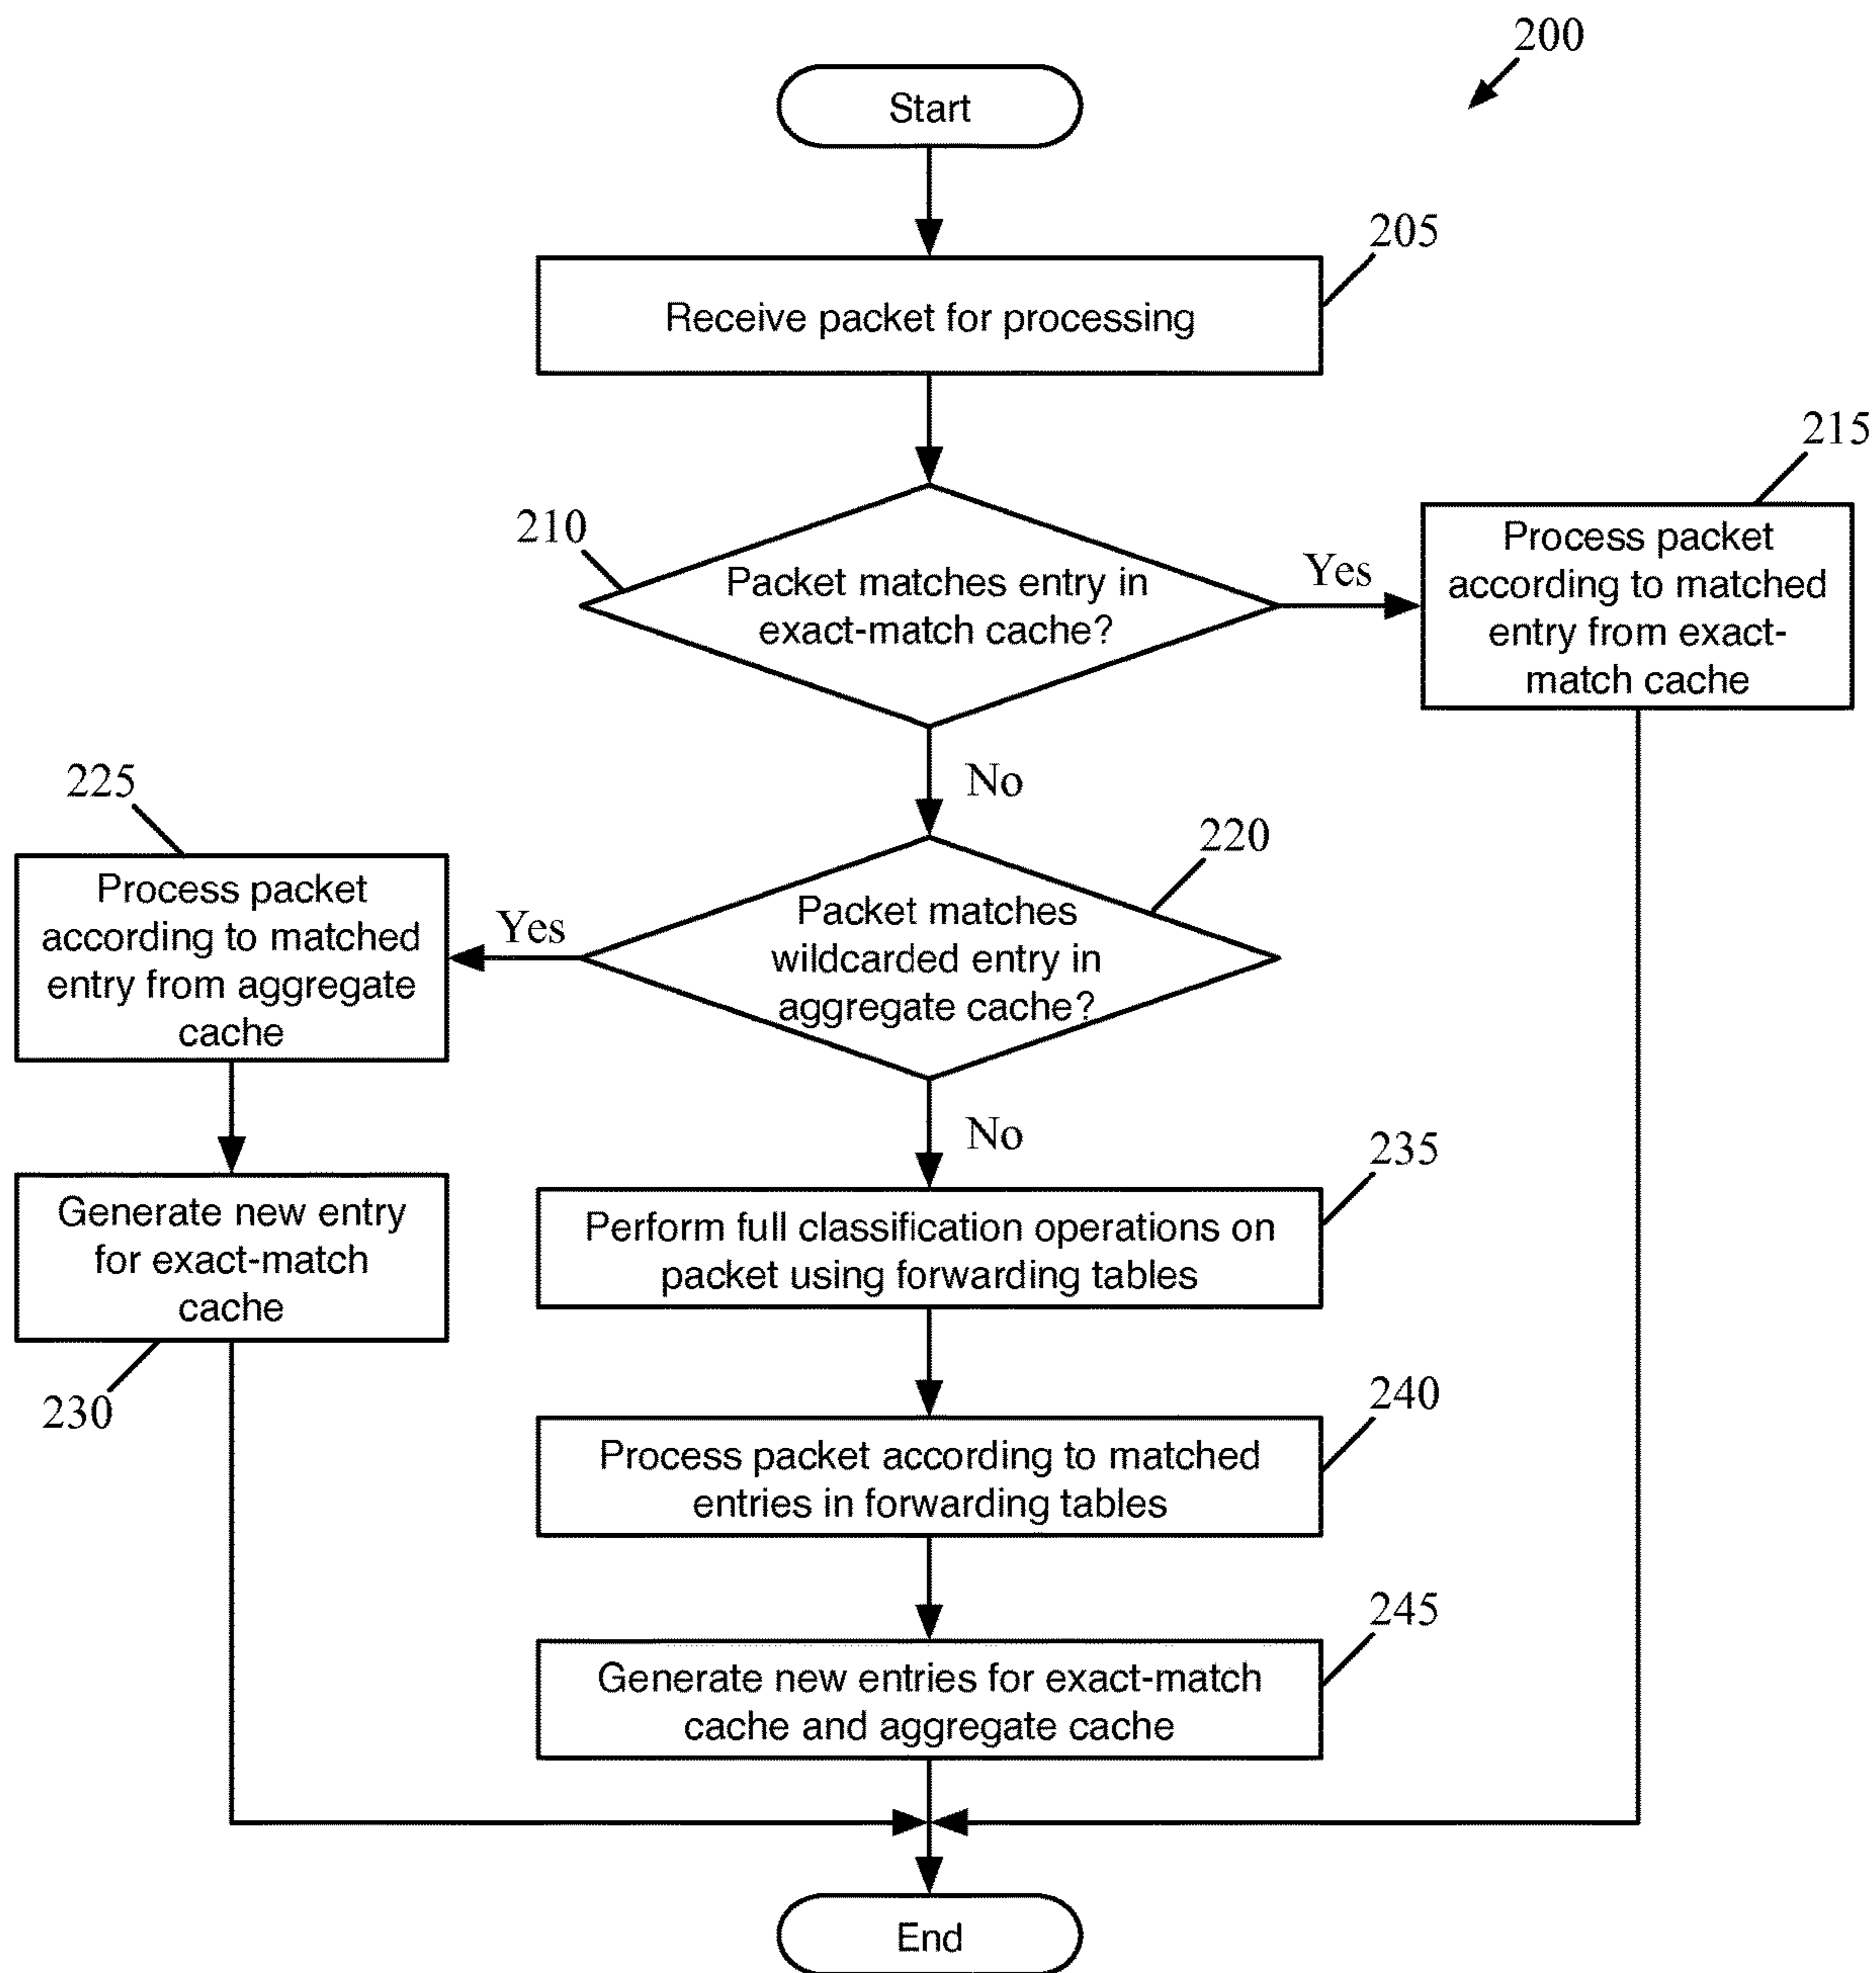 200
Start
205
Receive packet for processing
210
Packet matches entry in
exact-match cache?
Yes
215
Process packet
according to matched
entry from exact-
match cache
No
220
Packet matches
wildcarded entry in
aggregate cache?
Yes
225
Process packet
according to matched
entry from aggregate
cache
Generate new entry
for exact-match
cache
230
No
235
Perform full classification operations on
packet using forwarding tables
240
Process packet according to matched
entries in forwarding tables
245
Generate new entries for exact-match
cache and aggregate cache
End